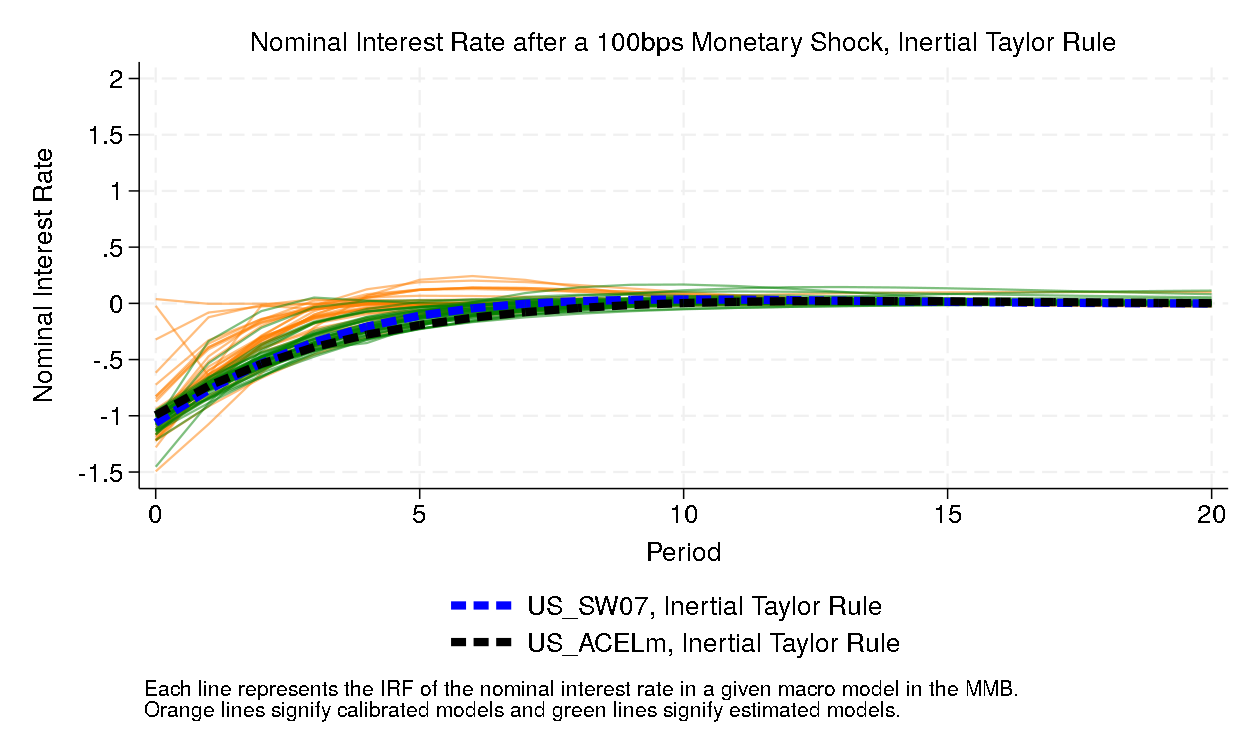 Nominal Interest Rate after a 100bps Monetary Shock, Inertial Taylor Rule
Nominal Interest Rate
2
1.5
1
.5
0
-.5
-1
-1.5
0 5 10 15 20
Period
US_SW07, Inertial Taylor Rule
US_ACELm, Inertial Taylor Rule
Each line represents the IRF of the nominal interest rate in a given macro model in the MMB.
Orange lines signify calibrated models and green lines signify estimated models.